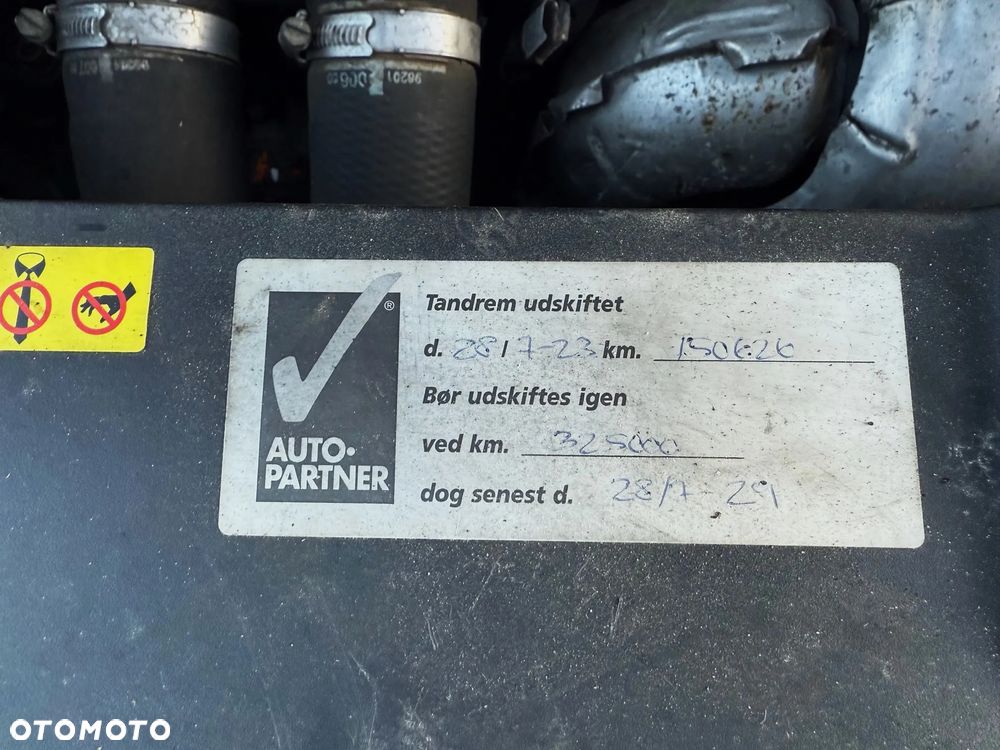 98201
Tandrem udskiftet
d. 28/7-23 km. 150626
Bør udskiftes igen
ved km. 325000
dog senest d. 28/7-29
AUTO·
PARTNER
®
OTOMOTO